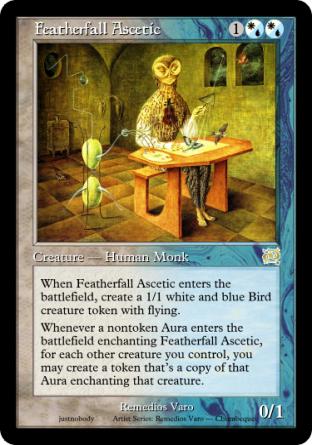 Featherfall Ascetic 1
Creature — Human Monk
When Featherfall Ascetic enters the
battlefield, create a 1/1 white and blue Bird
creature token with flying.
Whenever a nontoken Aura enters the
battlefield enchanting Featherfall Ascetic,
for each other creature you control, you
may create a token that's a copy of that
Aura enchanting that creature.
Remedios Varo
justnobody Artist Series: Remedios Varo — Chumbeques
0/1